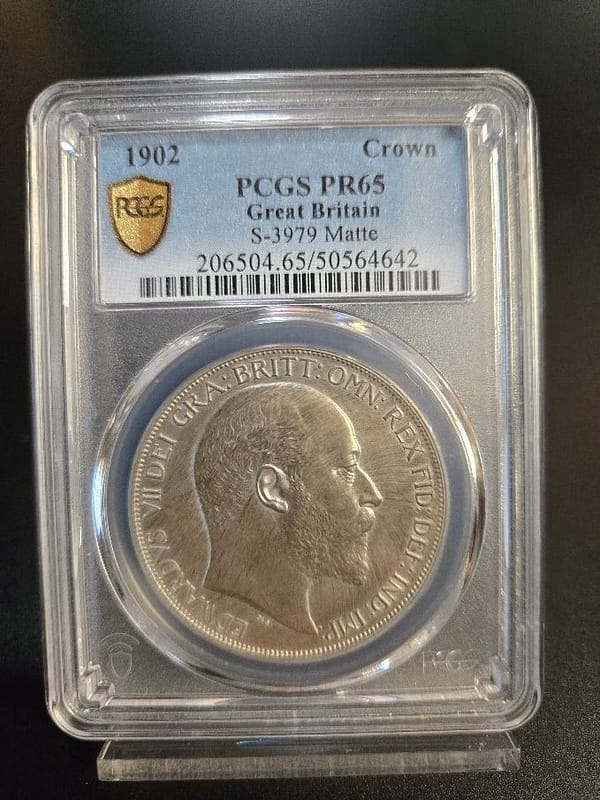 1902 Crown
PCGS
PCGS PR65
Great Britain
S-3979 Matte
206504.65/50564642
EDWARDVS VII DEI GRA: BRITT: OMN: REX FID: DEF: IND: IMP:
PCGS